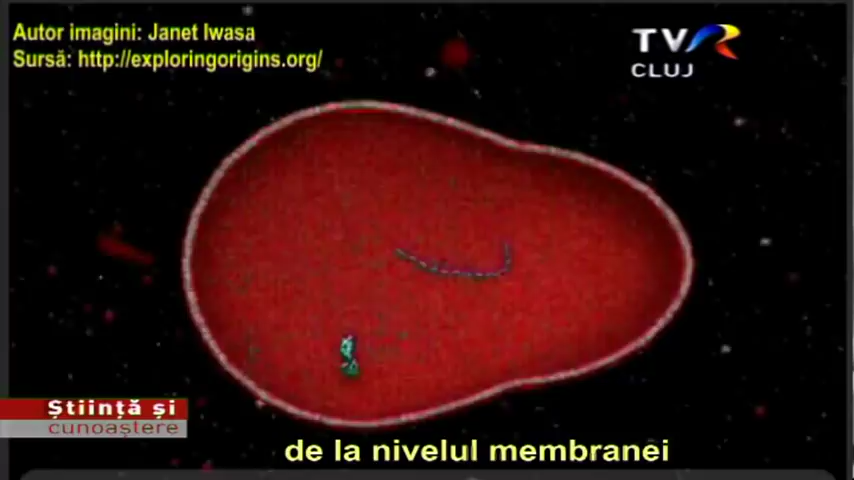 Autor imagini: Janet Iwasa
Sursă: http://exploringorigins.org/
TVR
CLUJ
Știință și
cunoaștere
de la nivelul membranei